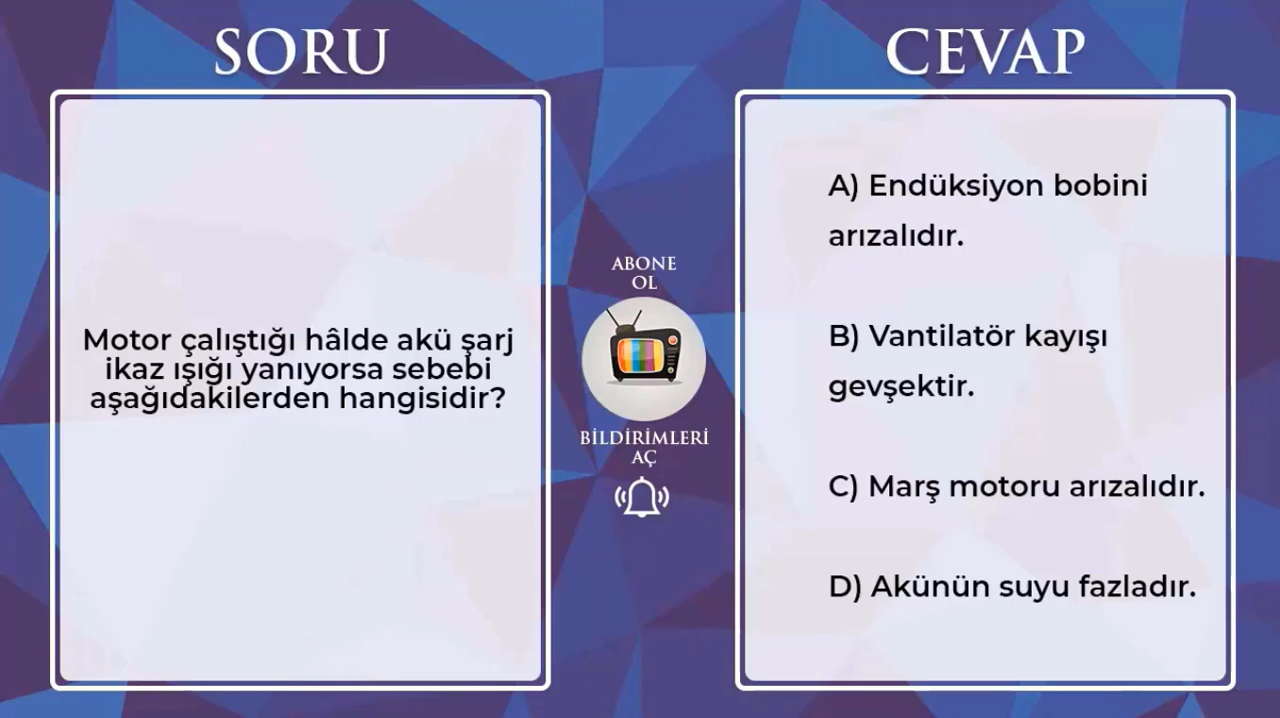 SORU
Motor çalıştığı hâlde akü şarj
ikaz ışığı yanıyorsa sebebi
aşağıdakilerden hangisidir?
ABONE
OL
BİLDİRİMLERİ
AÇ
CEVAP
A) Endüksiyon bobini
arızalıdır.
B) Vantilatör kayışı
gevşektir.
C) Marş motoru arızalıdır.
D) Akünün suyu fazladır.